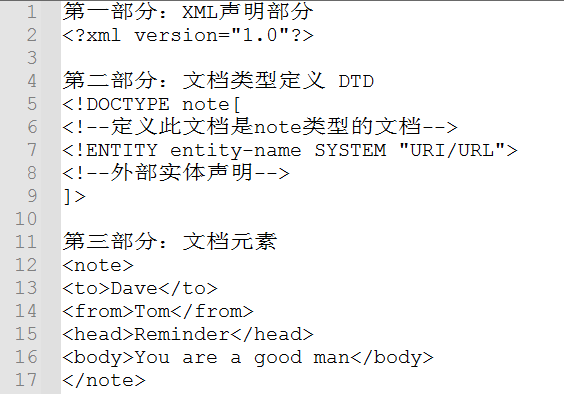 1 第一部分：XML声明部分
2 <?xml version="1.0"?>
3
4 第二部分：文档类型定义 DTD
5 <!DOCTYPE note[
6 <!--定义此文档是note类型的文档-->
7 <!ENTITY entity-name SYSTEM "URI/URL">
8 <!--外部实体声明-->
9 ]>
10
11 第三部分：文档元素
12 <note>
13 <to>Dave</to>
14 <from>Tom</from>
15 <head>Reminder</head>
16 <body>You are a good man</body>
17 </note>